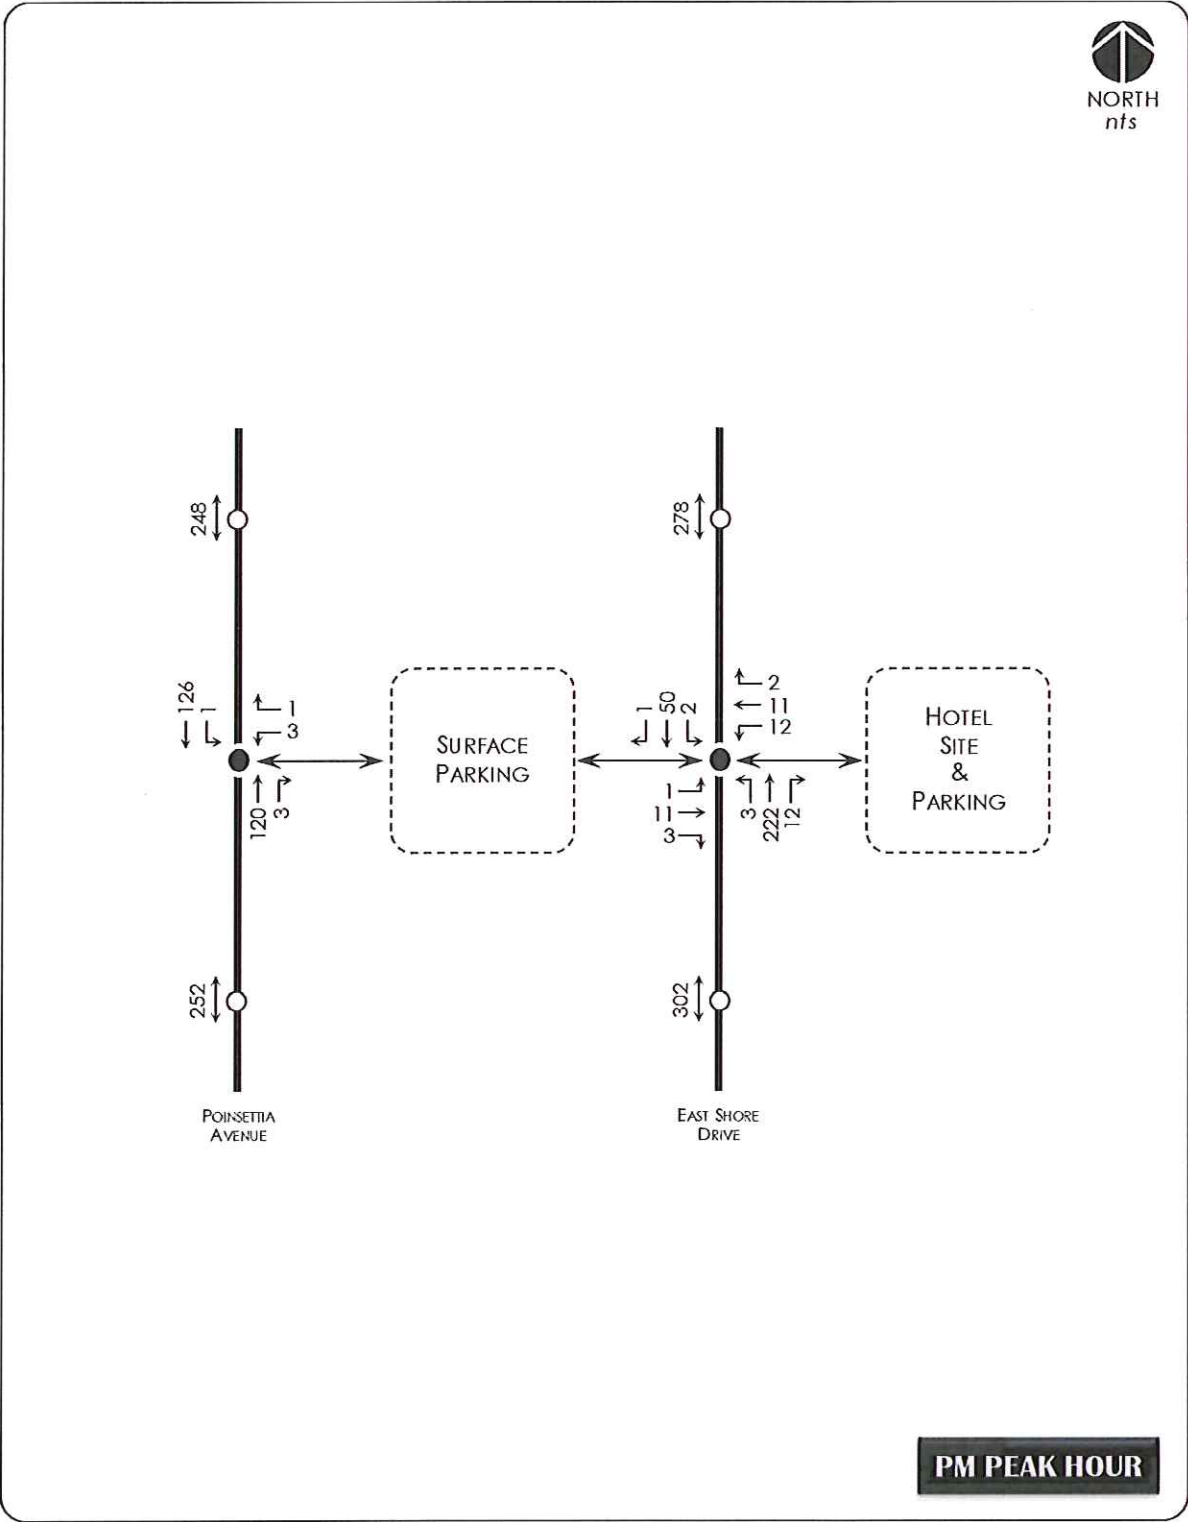 NORTH
nts
248
278
126
1
1
3
SURFACE
PARKING
1
50
2
2
11
12
HOTEL
SITE
&
PARKING
120
3
1
11
3
3
222
12
252
302
POINSETTIA
AVENUE
EAST SHORE
DRIVE
PM PEAK HOUR